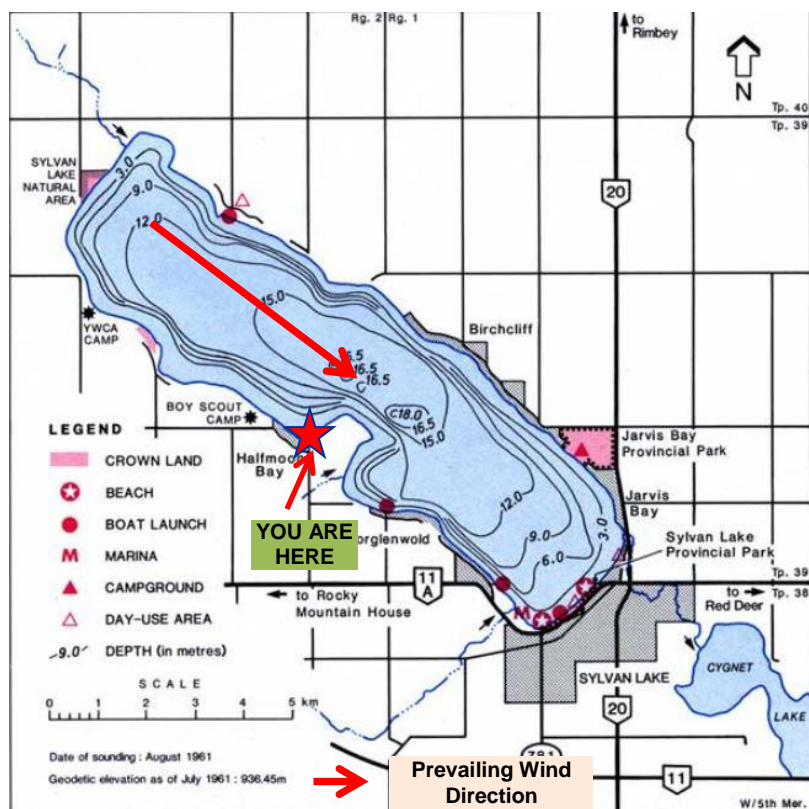 Rg. 2 Rg. 1
to
Rimbey
N
Tp. 40
Tp. 39
SYLVAN
LAKE
NATURAL
AREA
3.0
9.0
12.0
20
15.0
YWCA
CAMP
Birchcliff
16.5
16.5
BOY SCOUT
CAMP
C18.0
16.5
15.0
Halfmoon
Bay
Jarvis Bay
Provincial Park
LEGEND
CROWN LAND
BEACH
BOAT LAUNCH
M MARINA
CAMPGROUND
DAY-USE AREA
9.0 DEPTH (in metres)
YOU ARE
HERE
12.0
9.0
6.0
3.0
Jarvis
Bay
Sylvan Lake
Provincial Park
Tp. 39
Tp. 38
11
A
to Rocky
Mountain House
M
to
Red Deer
SYLVAN LAKE
CYGNET
LAKE
SCALE
0 1 2 3 4 5 km
20
Date of sounding : August 1961
Geodetic elevation as of July 1961 : 936.45m
Prevailing Wind
Direction
11
W/5th Mer.